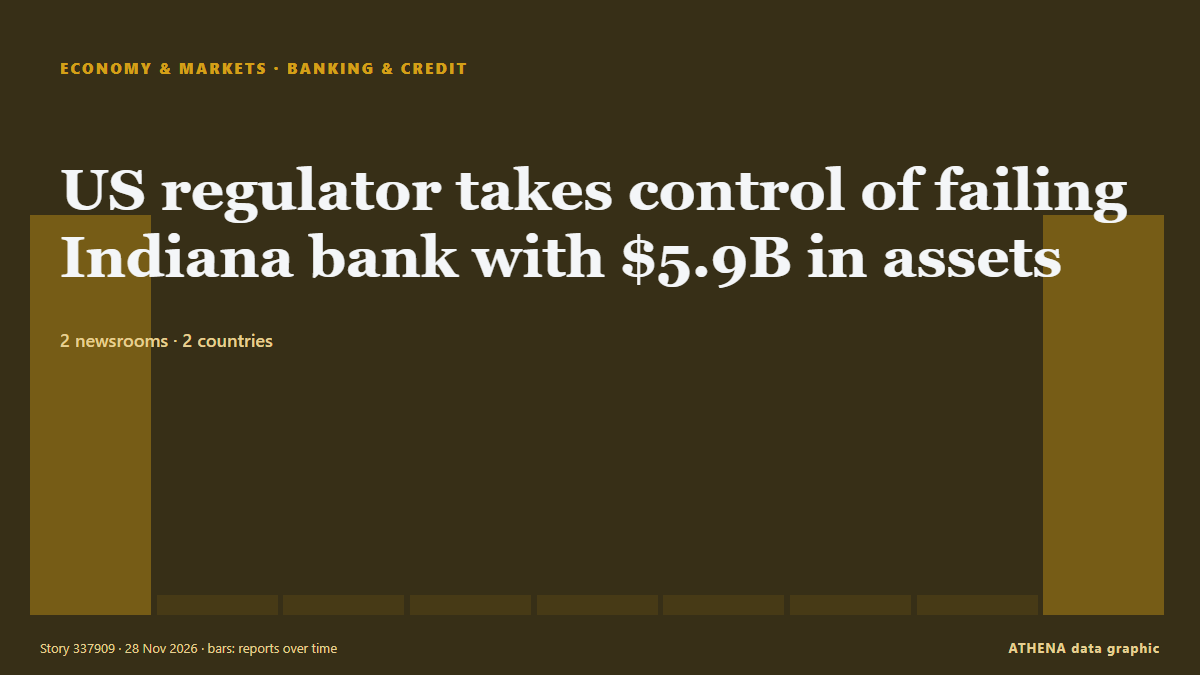 ECONOMY & MARKETS · BANKING & CREDIT
US regulator takes control of failing
Indiana bank with $5.9B in assets
2 newsrooms · 2 countries
Story 337909 · 28 Nov 2026 · bars: reports over time
ATHENA data graphic